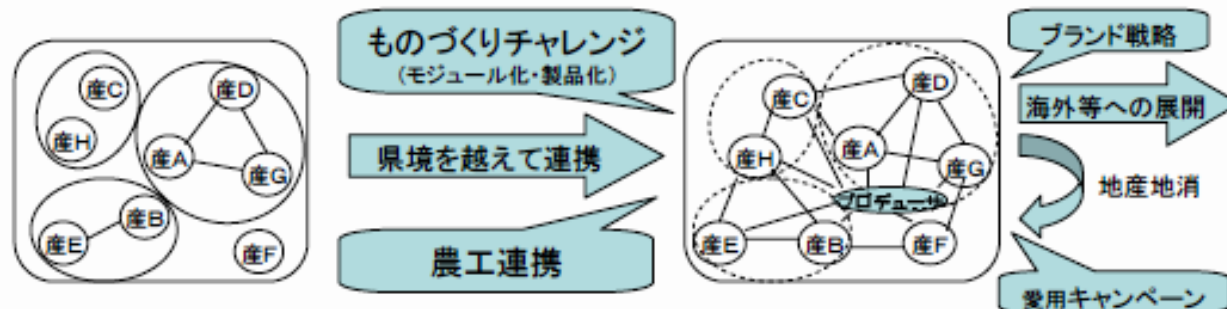 産C
産H
産D
産A
産G
産B
産E
産F
ものづくりチャレンジ
(モジュール化・製品化)
県境を越えて連携
農工連携
産C
産D
産H
産A
産G
プロデューサ
産E
産B
産F
ブランド戦略
海外等への展開
地産地消
愛用キャンペーン